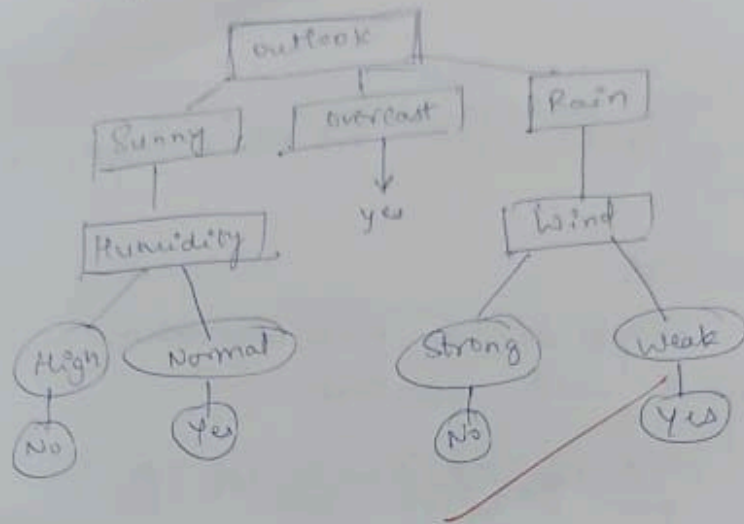 outlook
Sunny overcast Rain
yes
Humidity Wind
High Normal Strong Weak
No Yes No Yes